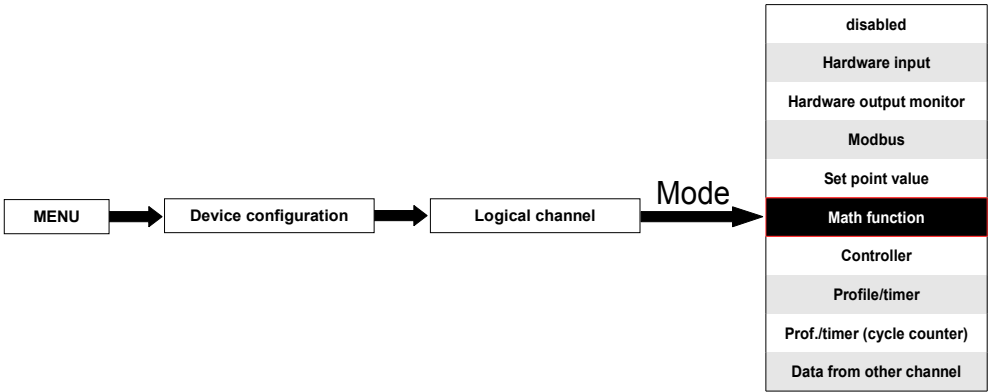 MENU
Device configuration
Logical channel
Mode
disabled
Hardware input
Hardware output monitor
Modbus
Set point value
Math function
Controller
Profile/timer
Prof./timer (cycle counter)
Data from other channel